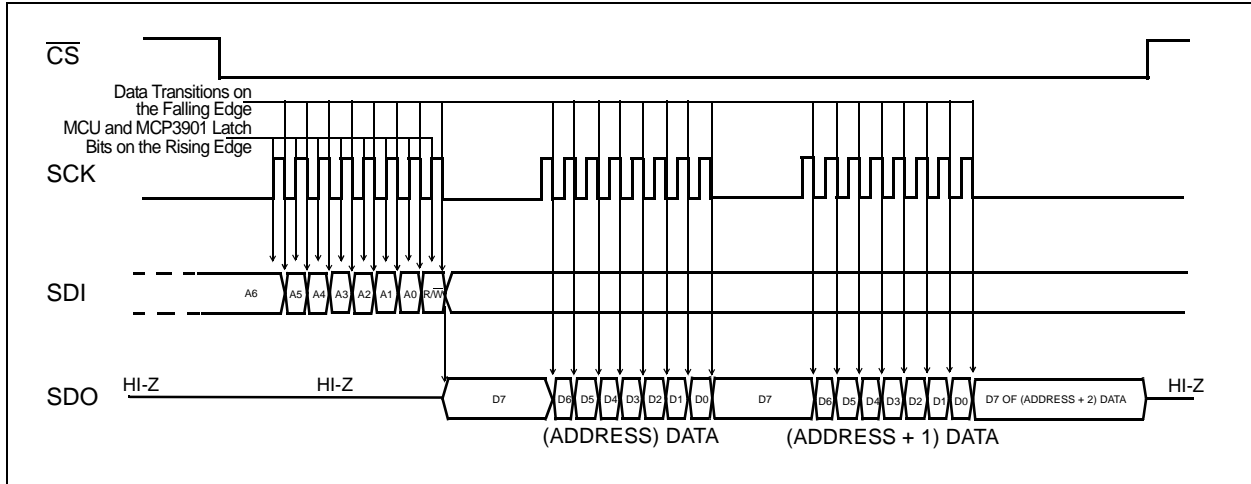 CS
Data Transitions on
the Falling Edge
MCU and MCP3901 Latch
Bits on the Rising Edge
SCK
SDI
A6 A5 A4 A3 A2 A1 A0 R/W
SDO
HI-Z HI-Z D7 D6 D5 D4 D3 D2 D1 D0 D7 D6 D5 D4 D3 D2 D1 D0 D7 OF (ADDRESS + 2) DATA HI-Z
(ADDRESS) DATA (ADDRESS + 1) DATA